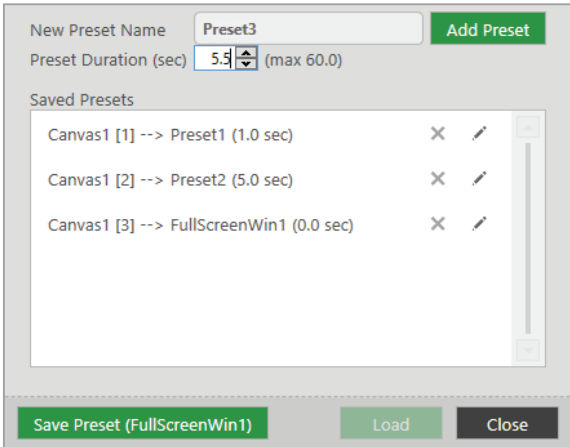 New Preset Name Preset3 Add Preset
Preset Duration (sec) 5.5 (max 60.0)
Saved Presets
Canvas1 [1] --> Preset1 (1.0 sec)
Canvas1 [2] --> Preset2 (5.0 sec)
Canvas1 [3] --> FullScreenWin1 (0.0 sec)
Save Preset (FullScreenWin1) Load Close